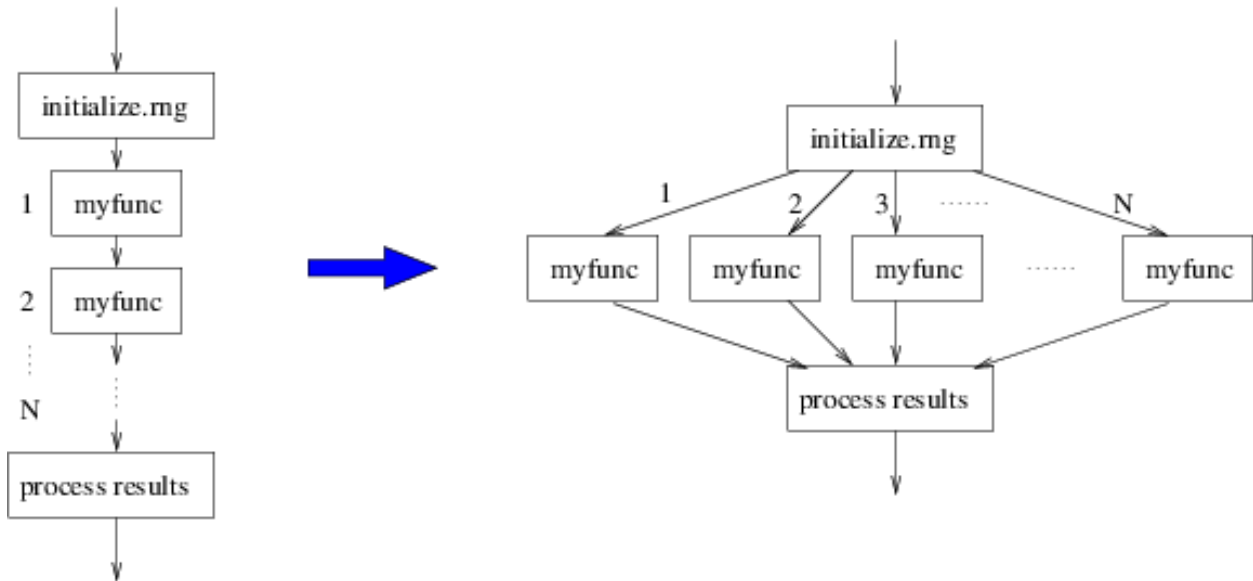 initialize.rng
1 myfunc
2 myfunc
N
process results
initialize.rng
1 2 3 ...... N
myfunc myfunc myfunc ...... myfunc
process results